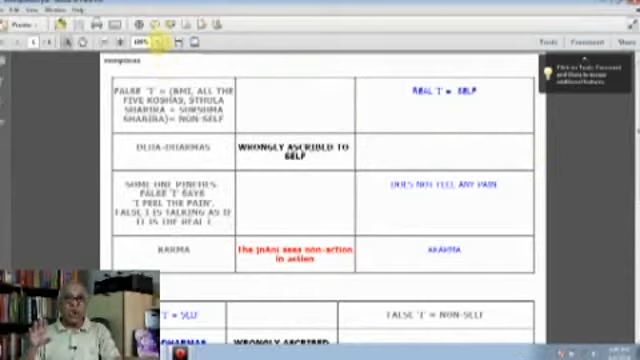 Tools
Comment
Share
FALSE 'I' = (BMI, ALL THE
FIVE KOSHAS, STHULA
SHARIRA + SUKSHMA
SHARIRA)= NON-SELF
REAL 'I' = SELF
DEHA-DHARMAS
WRONGLY ASCRIBED TO
SELF
SOME ONE PINCHES.
FALSE 'I' SAYS
'I FEEL THE PAIN'.
FALSE I IS TALKING AS IF
IT IS THE REAL I
DOES NOT FEEL ANY PAIN
KARMA
The JnAni sees non-action
in action
AKARMA
'I' = SELF
FALSE 'I' = NON-SELF
WRONGLY ASCRIBED